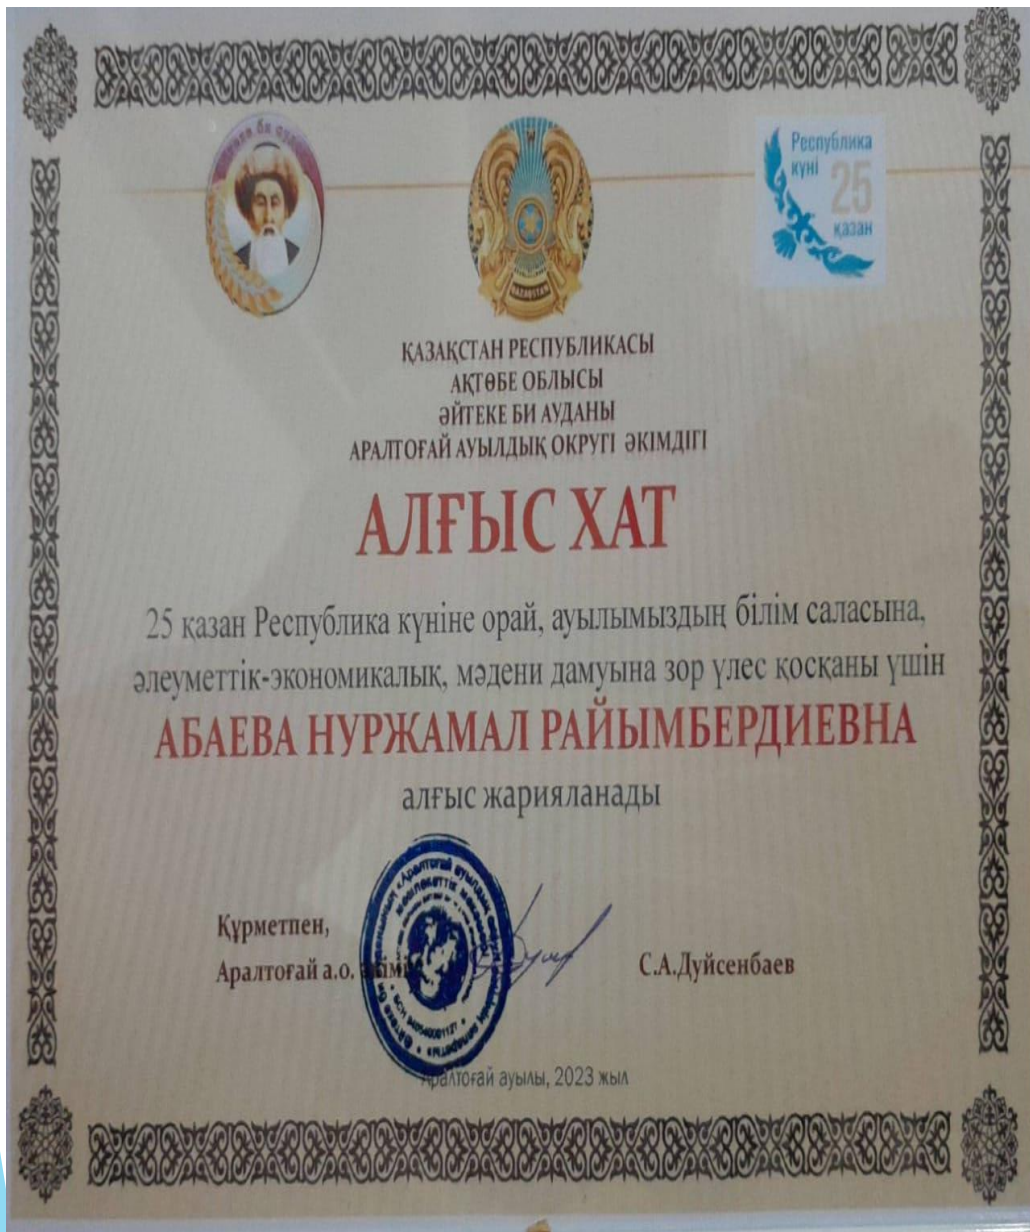 Республика
күні
25
қазан
ҚАЗАҚСТАН РЕСПУБЛИКАСЫ
АҚТӨБЕ ОБЛЫСЫ
ӘЙТЕКЕ БИ АУДАНЫ
АРАЛТОҒАЙ АУЫЛДЫҚ ОКРУГІ ӘКІМДІГІ
АЛҒЫС ХАТ
25 қазан Республика күніне орай, ауылымыздың білім саласына,
әлеуметтік-экономикалық, мәдени дамуына зор үлес қосқаны үшін
АБАЕВА НУРЖАМАЛ РАЙЫМБЕРДИЕВНА
алғыс жарияланады
Құрметпен,
Аралтоғай а.о. әкімі
С.А.Дуйсенбаев
Аралтоғай ауылы, 2023 жыл